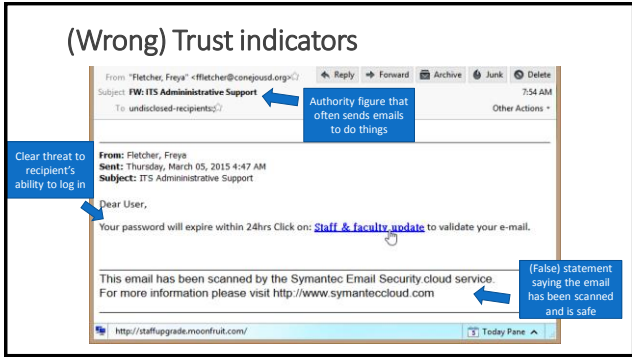 (Wrong) Trust indicators
From "Fletcher, Freya" <ffletcher@conejousd.org>
Reply Forward Archive Junk Delete
Subject FW: ITS Admininistrative Support
7:54 AM
To undisclosed-recipients:;
Other Actions
Authority figure that
often sends emails
to do things
Clear threat to
recipient's
ability to log in
From: Fletcher, Freya
Sent: Thursday, March 05, 2015 4:47 AM
Subject: ITS Admininistrative Support
Dear User,
Your password will expire within 24hrs Click on: Staff & faculty update to validate your e-mail.
This email has been scanned by the Symantec Email Security.cloud service.
For more information please visit http://www.symanteccloud.com
(False) statement
saying the email
has been scanned
and is safe
http://staffupgrade.moonfruit.com/
5 Today Pane